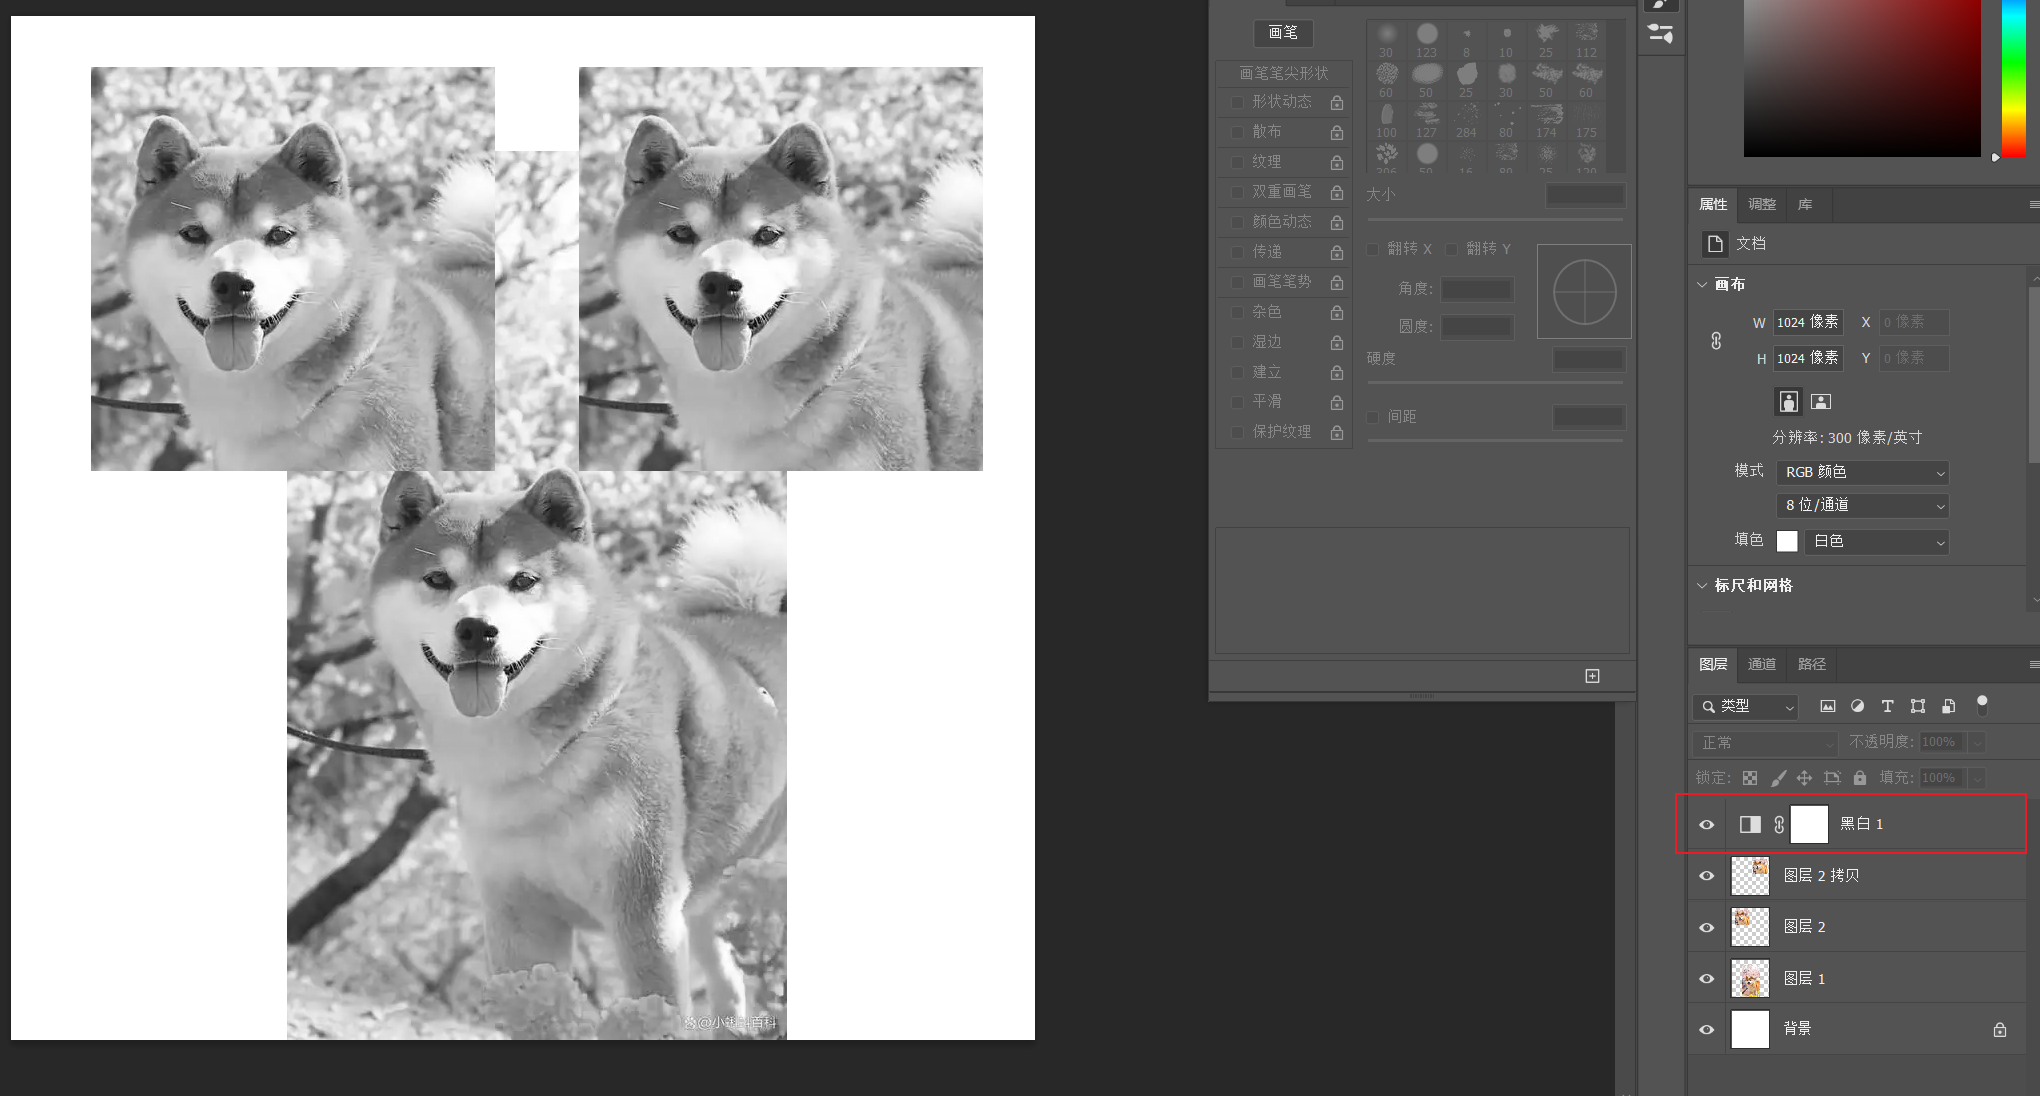 画笔
画笔笔尖形状
形状动态
散布
纹理
双重画笔
颜色动态
传递
画笔笔势
杂色
湿边
建立
平滑
保护纹理
30 123 8 10 25 112
60 50 25 30 50 60
100 127 284 80 174 175
306 50 16 80 25 120
大小
翻转 X 翻转 Y
角度:
圆度:
硬度
间距
属性 调整 库
文档
画布
W 1024 像素 X 0 像素
H 1024 像素 Y 0 像素
分辨率: 300 像素/英寸
模式 RGB 颜色
8 位/通道
填色 白色
标尺和网格
图层 通道 路径
类型
正常 不透明度: 100%
锁定: 填充: 100%
黑白 1
图层 2 拷贝
图层 2
图层 1
背景